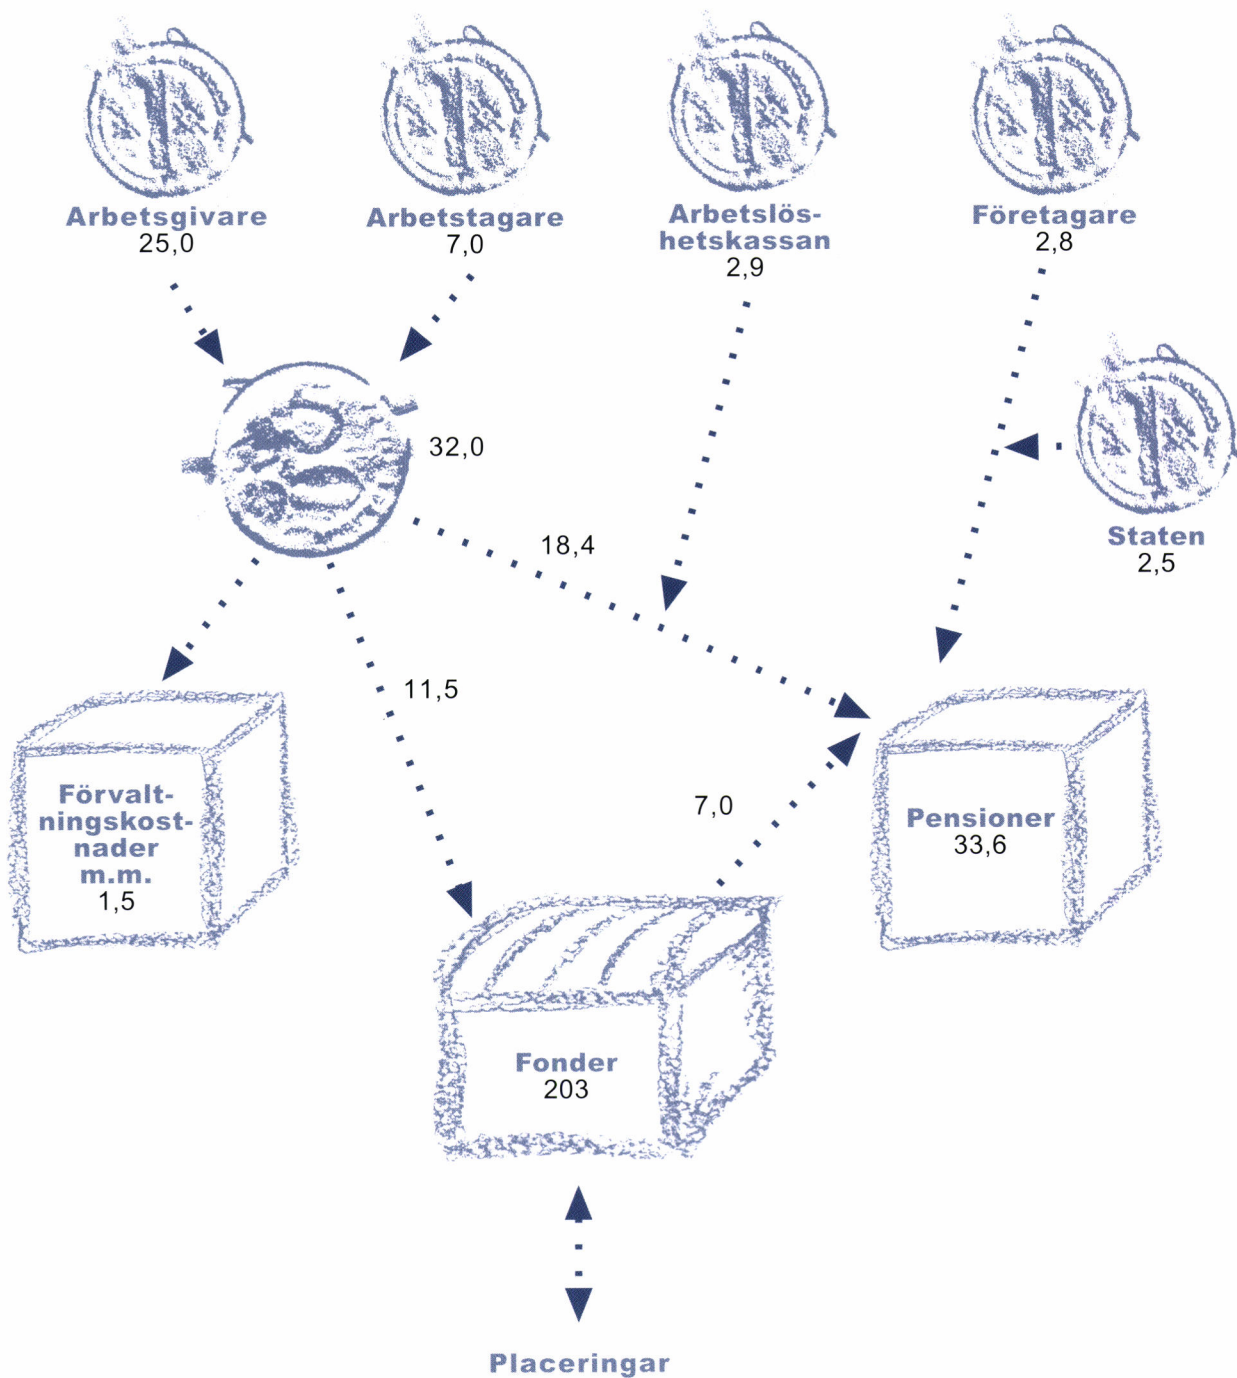 Arbetsgivare
25,0
Arbetstagare
7,0
Arbetslös-
hetskassan
2,9
Företagare
2,8
32,0
Staten
2,5
18,4
11,5
Förvalt-
ningskost-
nader
m.m.
1,5
7,0
Pensioner
33,6
Fonder
203
Placeringar